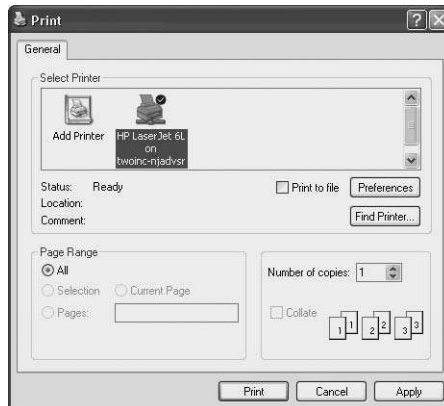 Print
General
Select Printer
Add Printer
HP LaserJet 6L
on
twoinc-njadvsr
Status: Ready
Print to file
Preferences
Location:
Comment:
Find Printer...
Page Range
All
Selection
Current Page
Pages:
Number of copies: 1
Collate
1 1 2 2 3 3
Print
Cancel
Apply